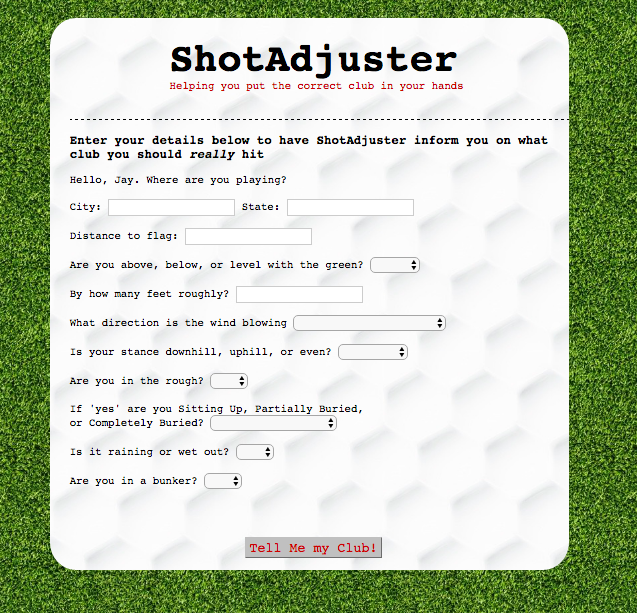 ShotAdjuster
Helping you put the correct club in your hands
Enter your details below to have ShotAdjuster inform you on what
club you should really hit
Hello, Jay. Where are you playing?
City: State:
Distance to flag:
Are you above, below, or level with the green?
By how many feet roughly?
What direction is the wind blowing
Is your stance downhill, uphill, or even?
Are you in the rough?
If 'yes' are you Sitting Up, Partially Buried,
or Completely Buried?
Is it raining or wet out?
Are you in a bunker?
Tell Me my Club!